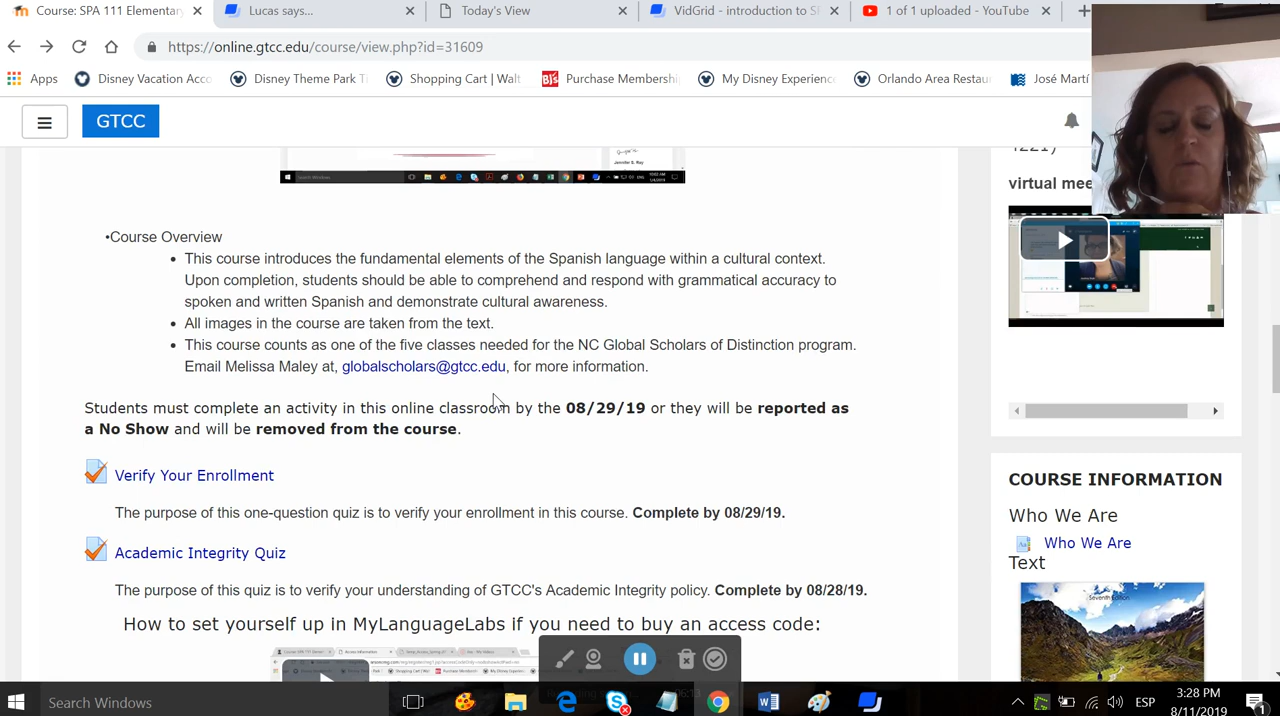 Course: SPA 111 Elementary
Lucas says...
Today's View
VidGrid introduction to SP
1 of 1 uploaded - YouTube
https://online.gtcc.edu/course/view.php?id=31609
Apps
Disney Vacation Acco
Disney Theme Park Ti
Shopping Cart | Walt
BJ's
Purchase Membership
My Disney Experience
Orlando Area Restau
José Martí
GTCC
virtual mee
•Course Overview
This course introduces the fundamental elements of the Spanish language within a cultural context.
Upon completion, students should be able to comprehend and respond with grammatical accuracy to
spoken and written Spanish and demonstrate cultural awareness.
All images in the course are taken from the text.
This course counts as one of the five classes needed for the NC Global Scholars of Distinction program.
Email Melissa Maley at, globalscholars@gtcc.edu, for more information.
Students must complete an activity in this online classroom by the 08/29/19 or they will be reported as
a No Show and will be removed from the course.
Verify Your Enrollment
The purpose of this one-question quiz is to verify your enrollment in this course. Complete by 08/29/19.
Academic Integrity Quiz
The purpose of this quiz is to verify your understanding of GTCC's Academic Integrity policy. Complete by 08/28/19.
How to set yourself up in MyLanguageLabs if you need to buy an access code:
COURSE INFORMATION
Who We Are
Who We Are
Text
Seventh Edition
Search Windows
ESP
3:28 PM
8/11/2019